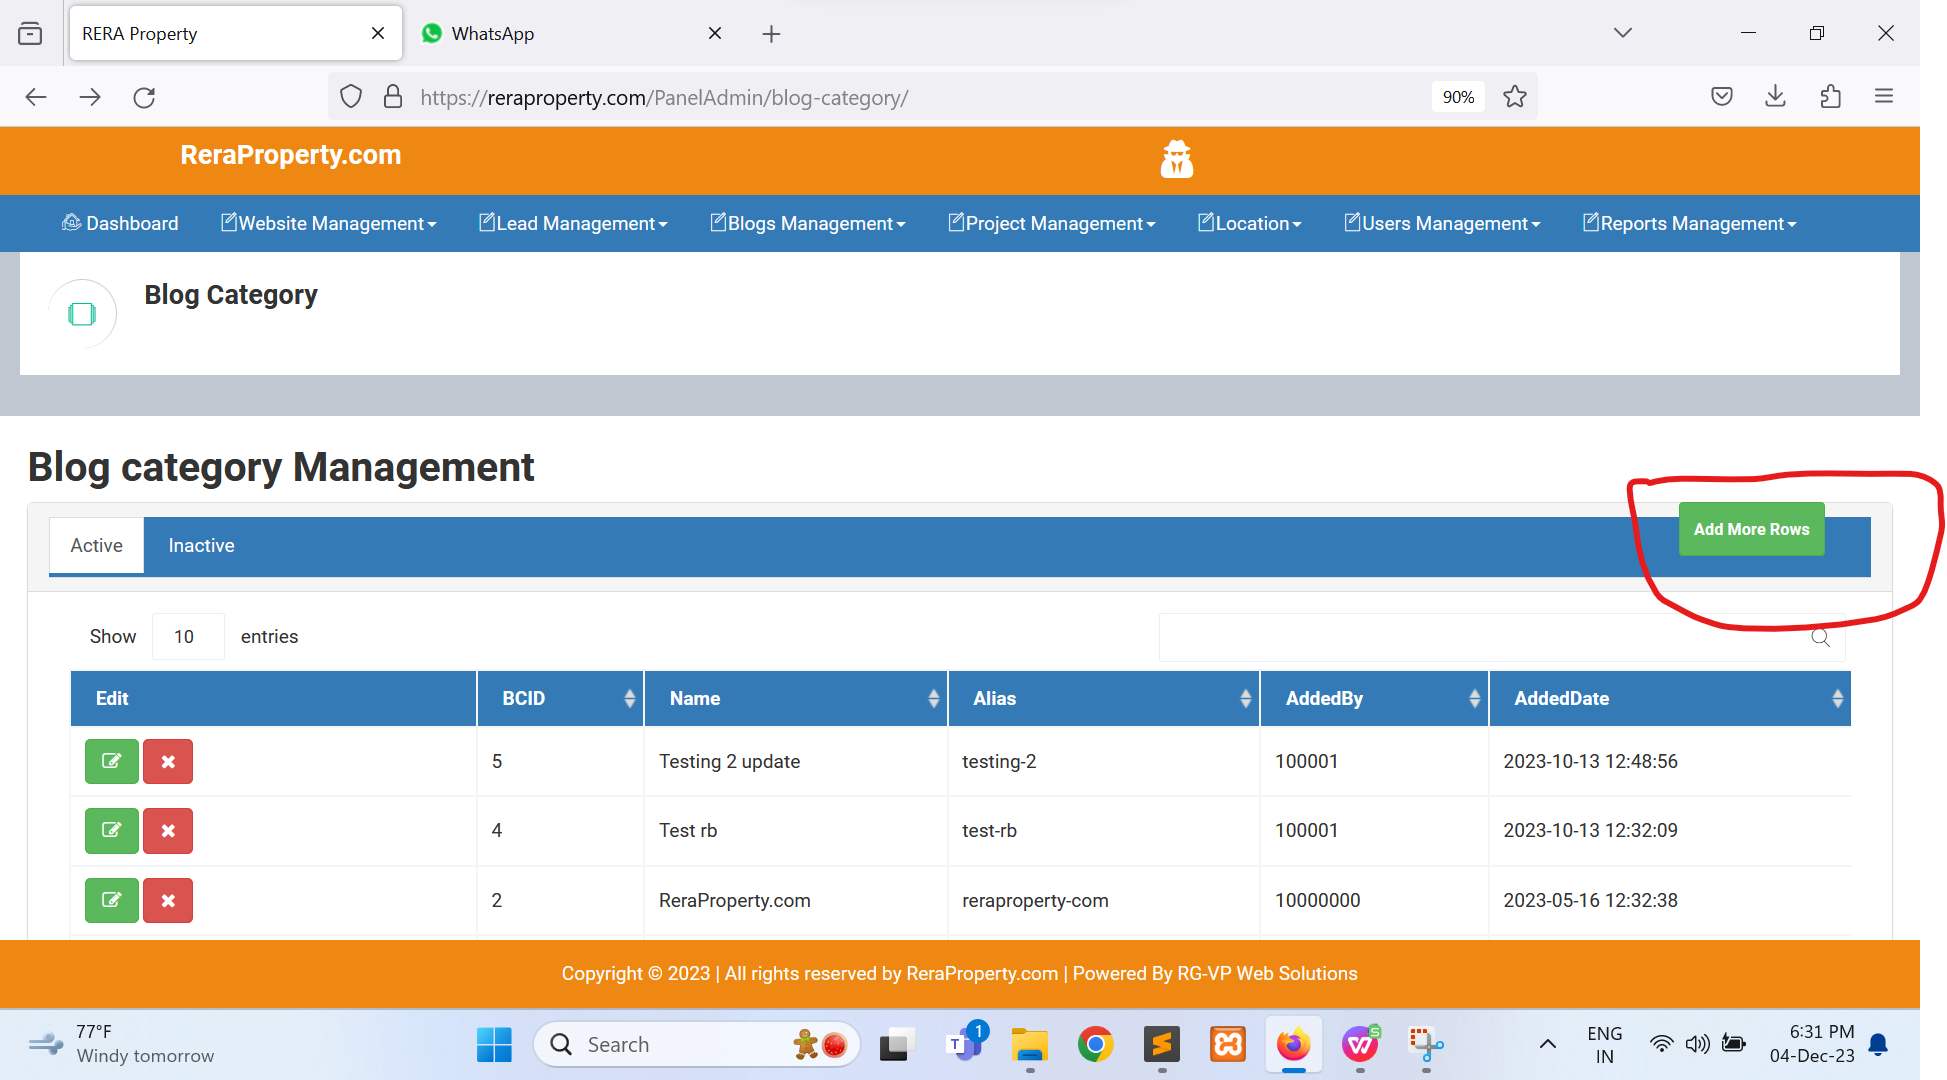 RERA Property
WhatsApp
https://reraproperty.com/PanelAdmin/blog-category/
90%
ReraProperty.com
Dashboard Website Management Lead Management Blogs Management Project Management Location Users Management Reports Management
Blog Category
Blog category Management
Add More Rows
Active Inactive
Show 10 entries
Edit BCID Name Alias AddedBy AddedDate
5 Testing 2 update testing-2 100001 2023-10-13 12:48:56
4 Test rb test-rb 100001 2023-10-13 12:32:09
2 ReraProperty.com reraproperty-com 10000000 2023-05-16 12:32:38
Copyright © 2023 | All rights reserved by ReraProperty.com | Powered By RG-VP Web Solutions
77°F
Windy tomorrow
Search
T
1
S
W
S
ENG
IN
6:31 PM
04-Dec-23